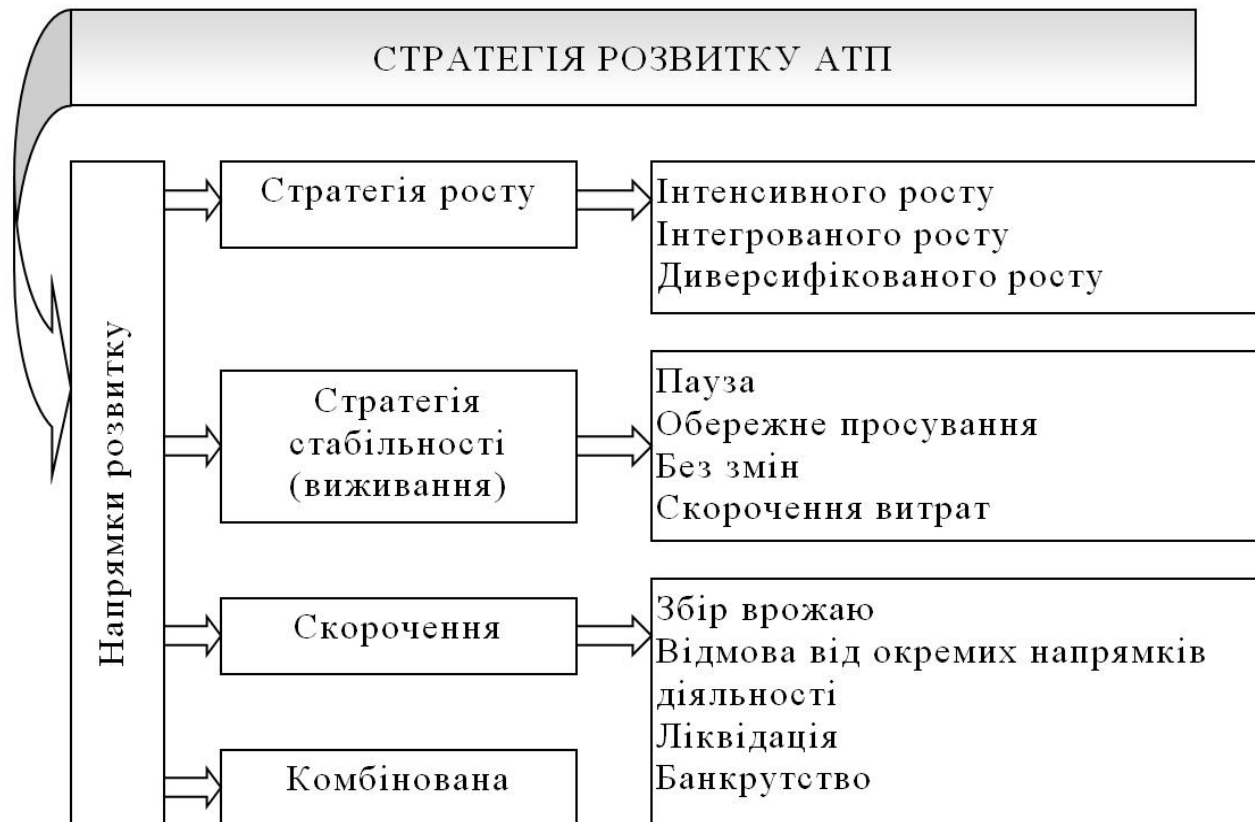 СТРАТЕГІЯ РОЗВИТКУ АТП
Напрямки розвитку
Стратегія росту
Інтенсивного росту
Інтегрованого росту
Диверсифікованого росту
Стратегія
стабільності
(виживання)
Пауза
Обережне просування
Без змін
Скорочення витрат
Скорочення
Збір врожаю
Відмова від окремих напрямків
діяльності
Ліквідація
Банкрутство
Комбінована